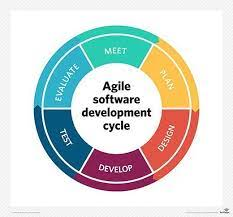 MEET
PLAN
DESIGN
DEVELOP
TEST
EVALUATE
Agile
software
development
cycle